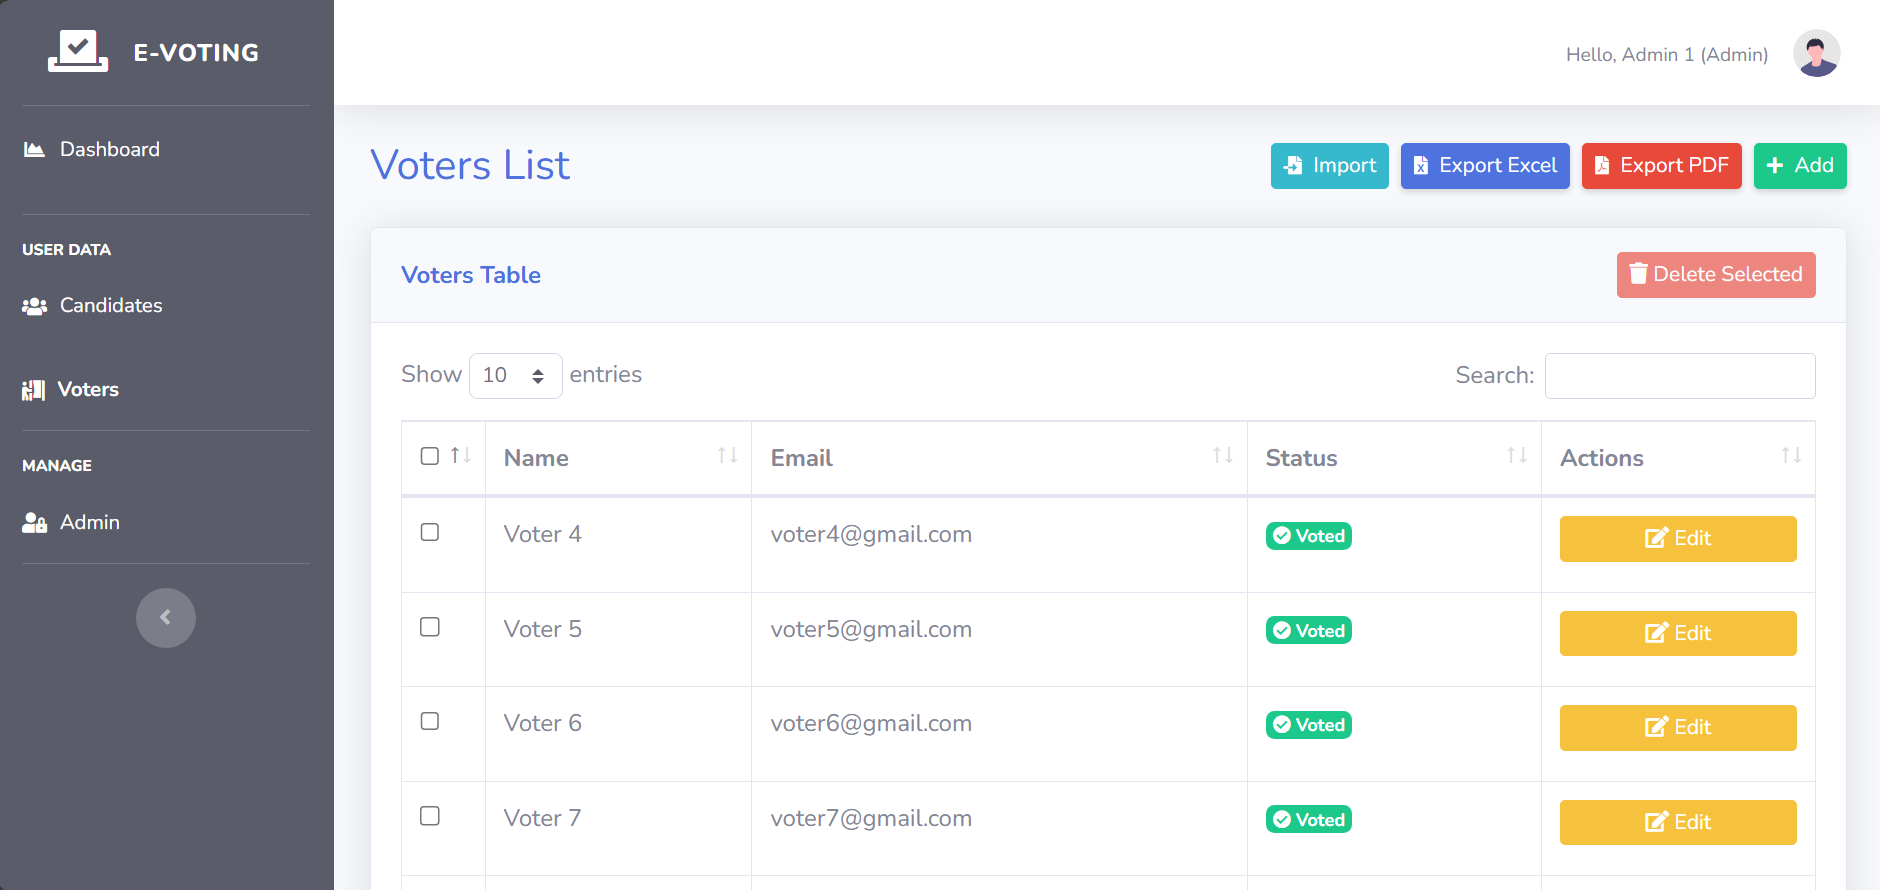 E-VOTING
Hello, Admin 1 (Admin)
Dashboard
USER DATA
Candidates
Voters
MANAGE
Admin
Voters List
Import
Export Excel
Export PDF
Add
Voters Table
Delete Selected
Show 10 entries
Search:
Name Email Status Actions
Voter 4 voter4@gmail.com Voted Edit
Voter 5 voter5@gmail.com Voted Edit
Voter 6 voter6@gmail.com Voted Edit
Voter 7 voter7@gmail.com Voted Edit